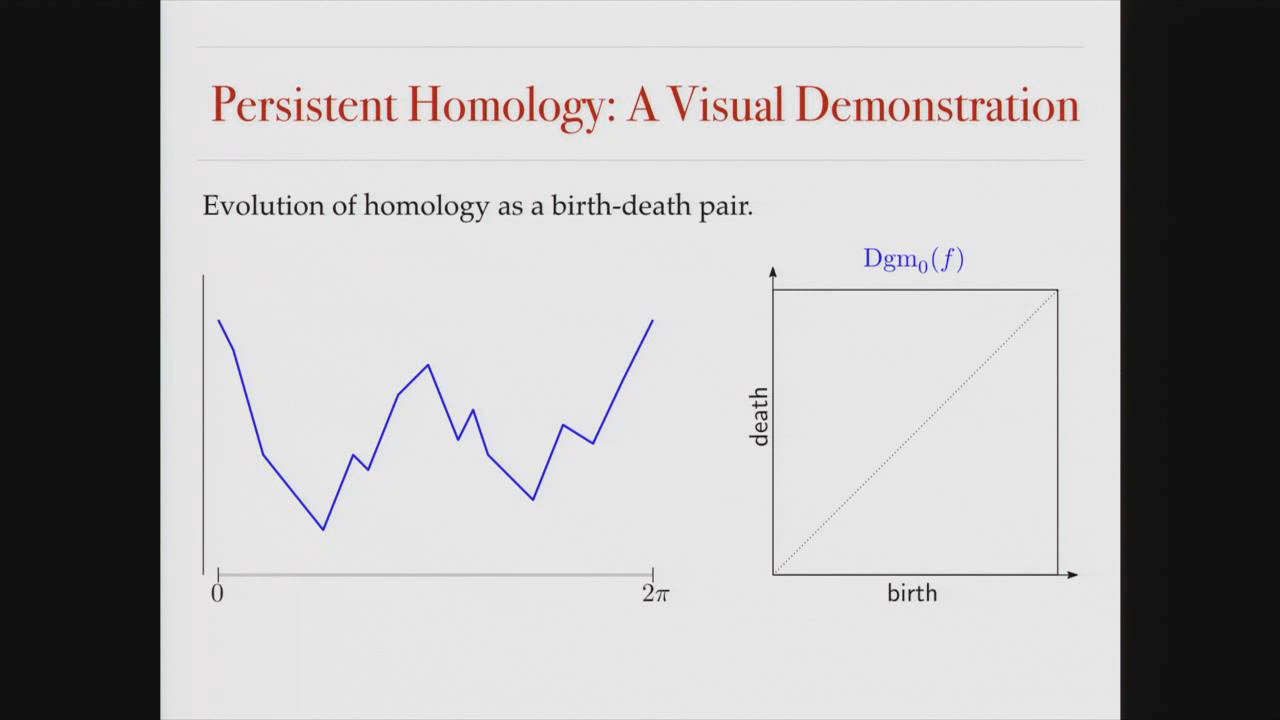 Persistent Homology: A Visual Demonstration
Evolution of homology as a birth-death pair.
Dgm₀(f)
death
0
2π
birth